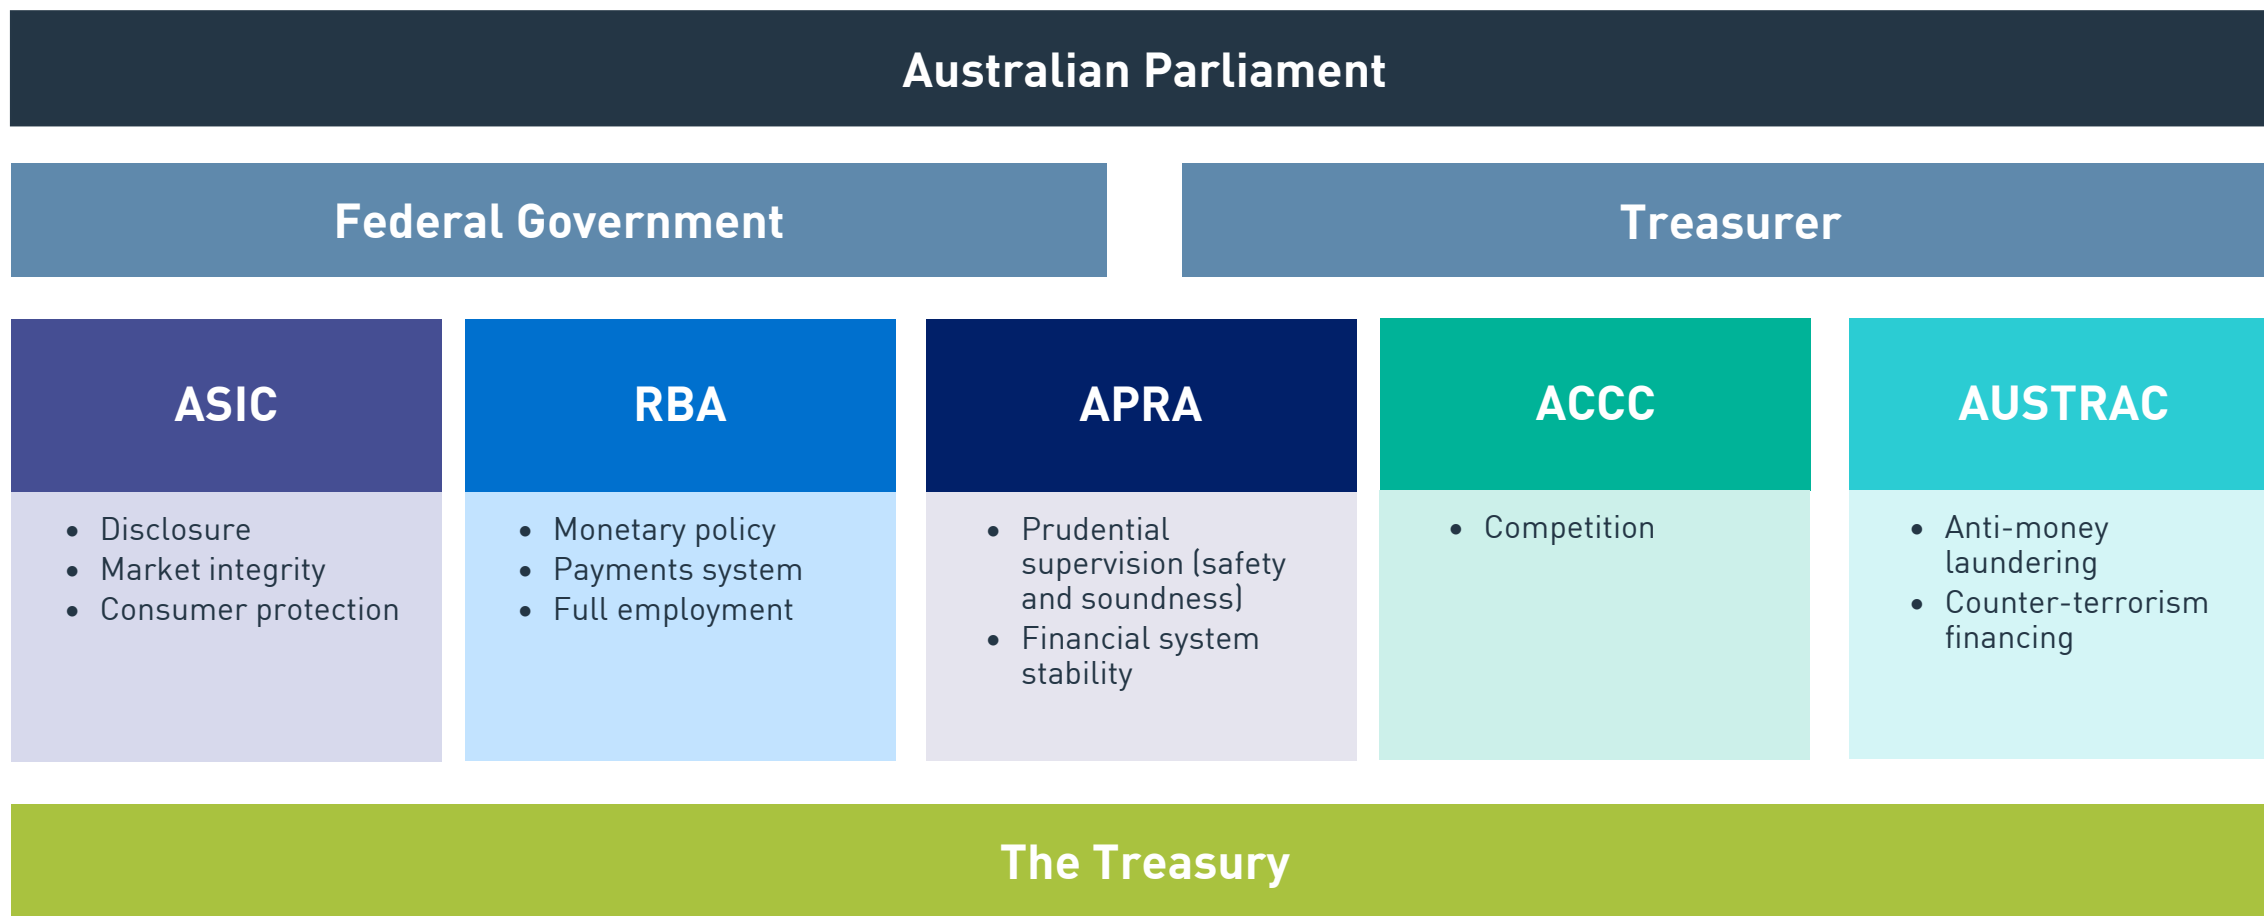 Australian Parliament
Federal Government
Treasurer
ASIC
• Disclosure
• Market integrity
• Consumer protection
RBA
• Monetary policy
• Payments system
• Full employment
APRA
• Prudential
supervision (safety
and soundness)
• Financial system
stability
ACCC
• Competition
AUSTRAC
• Anti-money
laundering
• Counter-terrorism
financing
The Treasury